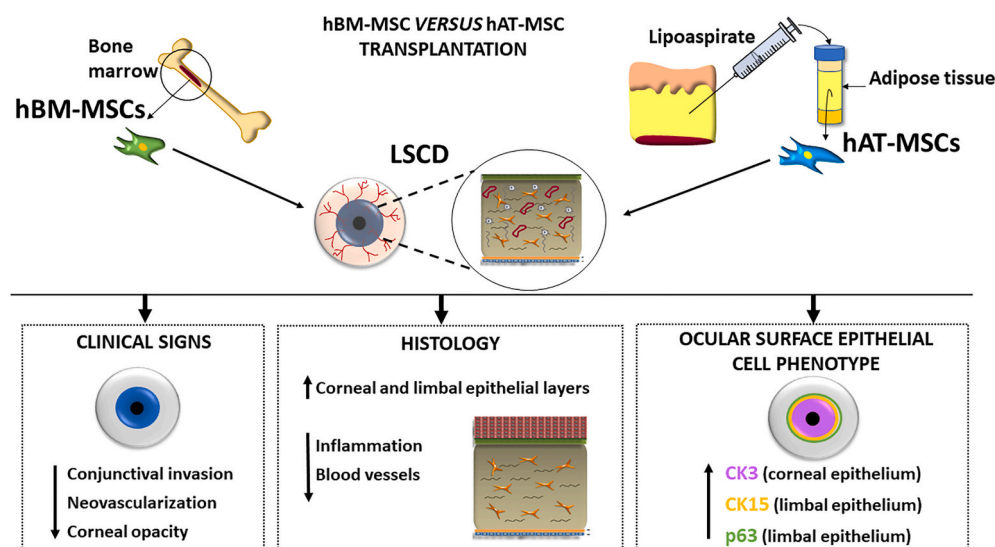 hBM-MSC VERSUS hAT-MSC
TRANSPLANTATION
Bone
marrow
hBM-MSCs
Lipoaspirate
Adipose tissue
hAT-MSCs
LSCD
CLINICAL SIGNS
Conjunctival invasion
Neovascularization
Corneal opacity
HISTOLOGY
Corneal and limbal epithelial layers
Inflammation
Blood vessels
OCULAR SURFACE EPITHELIAL
CELL PHENOTYPE
CK3 (corneal epithelium)
CK15 (limbal epithelium)
p63 (limbal epithelium)